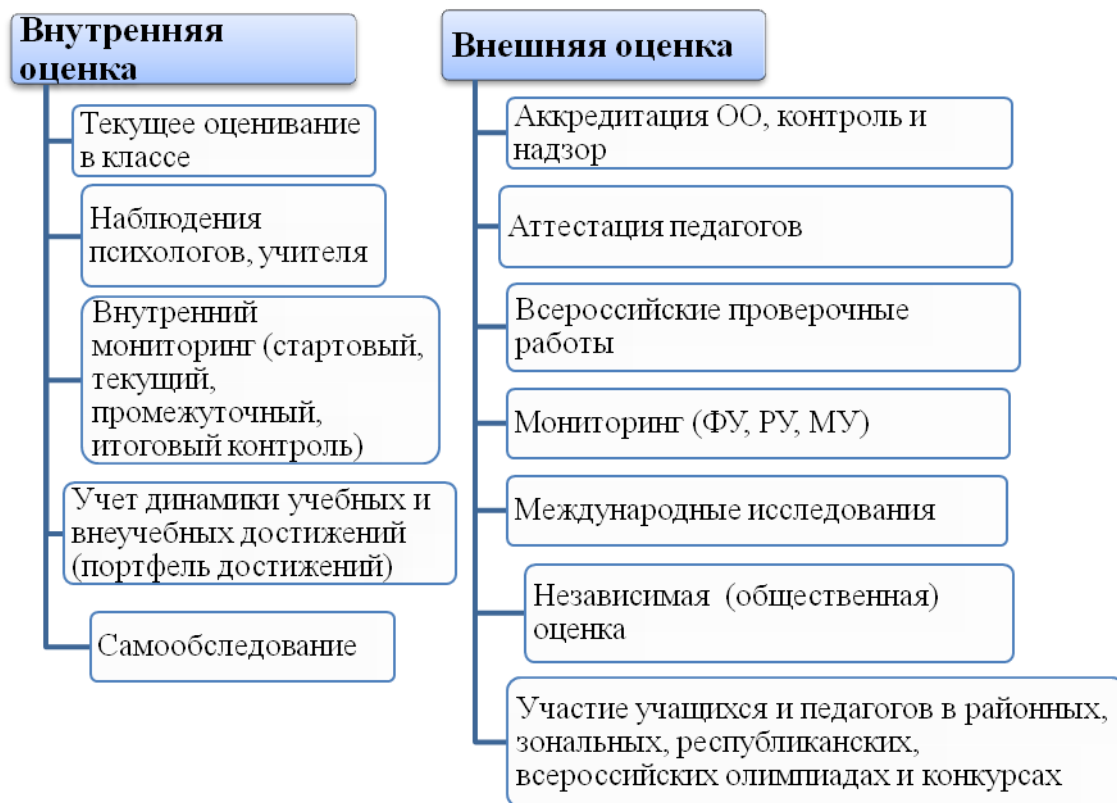 Внутренняя
оценка
Текущее оценивание
в классе
Наблюдения
психологов, учителя
Внутренний
мониторинг (стартовый,
текущий,
промежуточный,
итоговый контроль)
Учет динамики учебных и
внеучебных достижений
(портфель достижений)
Самообследование
Внешняя оценка
Аккредитация ОО, контроль и
надзор
Аттестация педагогов
Всероссийские проверочные
работы
Мониторинг (ФУ, РУ, МУ)
Международные исследования
Независимая (общественная)
оценка
Участие учащихся и педагогов в районных,
зональных, республиканских,
всероссийских олимпиадах и конкурсах